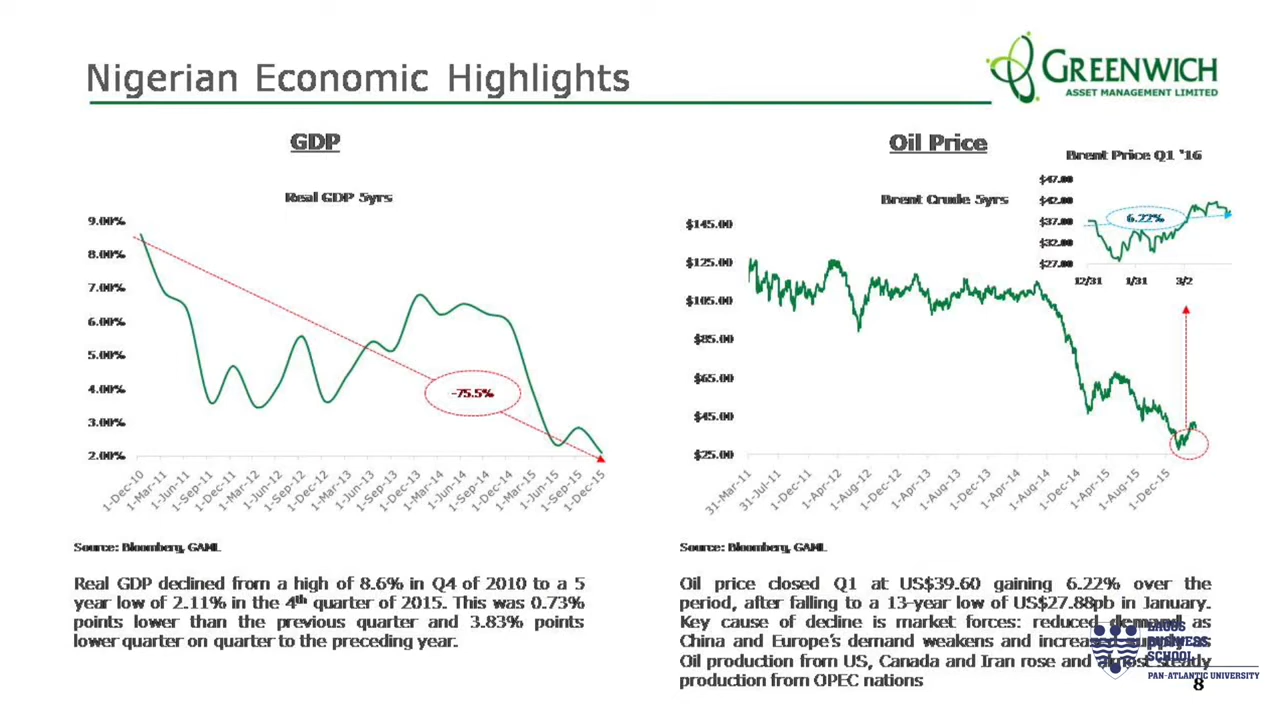 Nigerian Economic Highlights
GREENWICH
ASSET MANAGEMENT LIMITED
GDP
Real GDP 5yrs
9.00%
8.00%
7.00%
6.00%
5.00%
4.00%
3.00%
2.00%
-75.5%
1-Dec-10
1-Mar-11
1-Jun-11
1-Sep-11
1-Dec-11
1-Mar-12
1-Jun-12
1-Sep-12
1-Dec-12
1-Mar-13
1-Jun-13
1-Sep-13
1-Dec-13
1-Mar-14
1-Jun-14
1-Sep-14
1-Dec-14
1-Mar-15
1-Jun-15
1-Sep-15
1-Dec-15
Source: Bloomberg, GAML
Real GDP declined from a high of 8.6% in Q4 of 2010 to a 5
year low of 2.11% in the 4th quarter of 2015. This was 0.73%
points lower than the previous quarter and 3.83% points
lower quarter on quarter to the preceding year.
Oil Price
Brent Price Q1 '16
$47.00
$42.00
$37.00
$32.00
$27.00
6.22%
12/31
1/31
3/2
Brent Crude 5yrs
$145.00
$125.00
$105.00
$85.00
$65.00
$45.00
$25.00
31-Mar-11
31-Jul-11
1-Dec-11
1-Apr-12
1-Aug-12
1-Dec-12
1-Apr-13
1-Aug-13
1-Dec-13
1-Apr-14
1-Aug-14
1-Dec-14
1-Apr-15
1-Aug-15
1-Dec-15
Source: Bloomberg, GAML
Oil price closed Q1 at US$39.60 gaining 6.22% over the
period, after falling to a 13-year low of US$27.88pb in January.
Key cause of decline is market forces: reduced demand as
China and Europe's demand weakens and increased supply as
Oil production from US, Canada and Iran rose and almost steady
production from OPEC nations
LAGOS
BUSINESS
SCHOOL
PAN-ATLANTIC UNIVERSITY
8